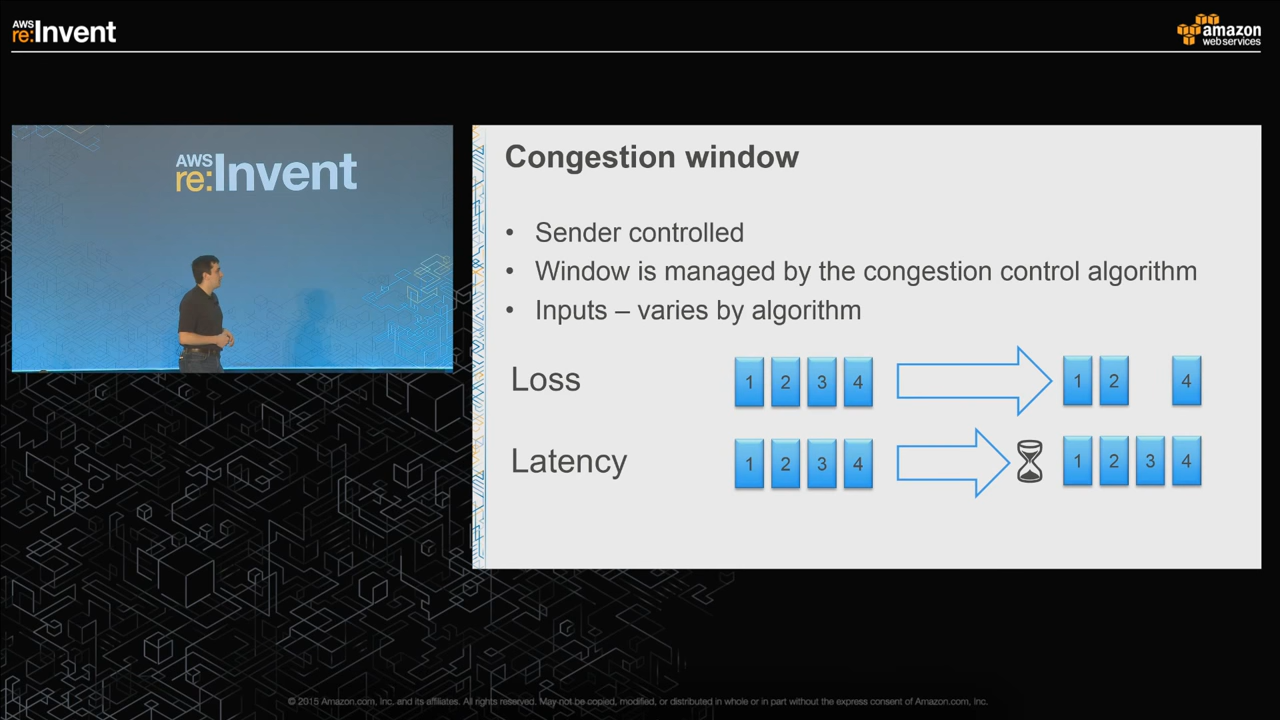 AWS
re:Invent
amazon
web services
AWS
re:Invent
Congestion window
• Sender controlled
• Window is managed by the congestion control algorithm
• Inputs – varies by algorithm
Loss 1 2 3 4 1 2 4
Latency 1 2 3 4 1 2 3 4
© 2015 Amazon.com, Inc. and its affiliates. All rights reserved. May not be copied, modified, or distributed in whole or in part without the express consent of Amazon.com, Inc.